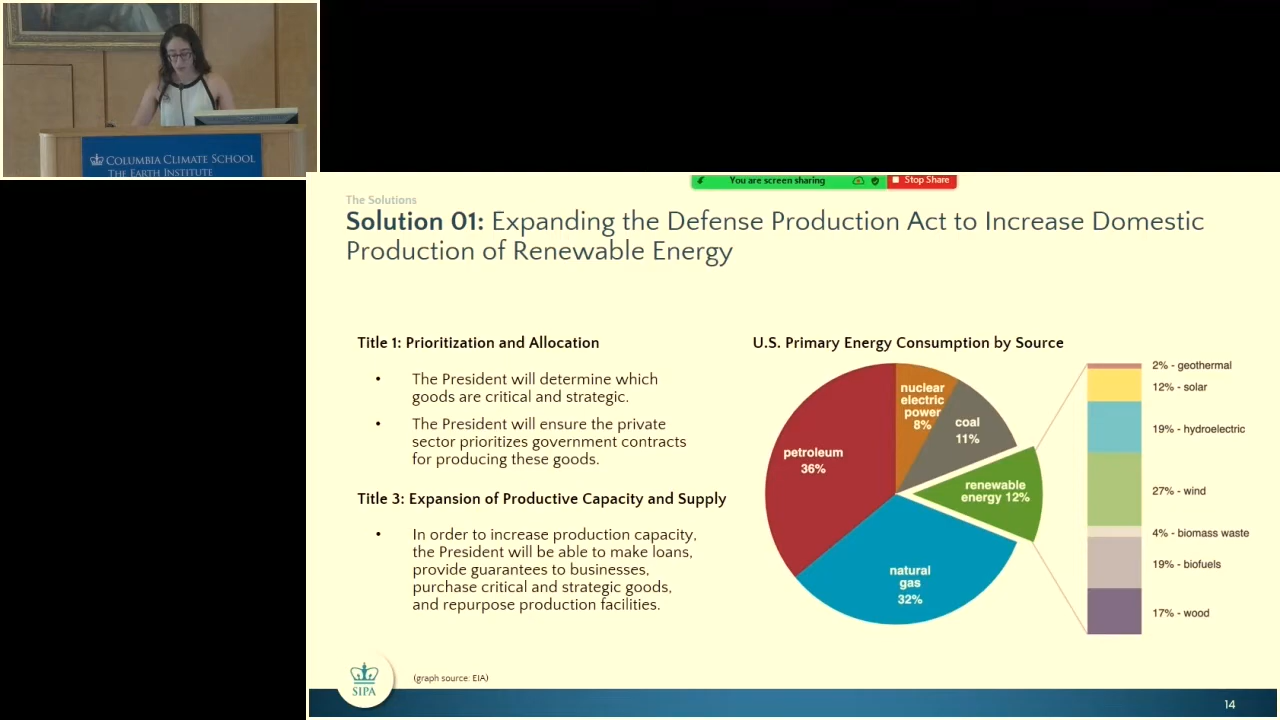 COLUMBIA CLIMATE SCHOOL
THE EARTH INSTITUTE
You are screen sharing
Stop Share
The Solutions
Solution 01: Expanding the Defense Production Act to Increase Domestic
Production of Renewable Energy
Title 1: Prioritization and Allocation
• The President will determine which
goods are critical and strategic.
• The President will ensure the private
sector prioritizes government contracts
for producing these goods.
Title 3: Expansion of Productive Capacity and Supply
• In order to increase production capacity,
the President will be able to make loans,
provide guarantees to businesses,
purchase critical and strategic goods,
and repurpose production facilities.
U.S. Primary Energy Consumption by Source
nuclear
electric
power
8%
coal
11%
petroleum
36%
renewable
energy 12%
natural
gas
32%
2% - geothermal
12% - solar
19% - hydroelectric
27% - wind
4% - biomass waste
19% - biofuels
17% - wood
SIPA
(graph source: EIA)
14